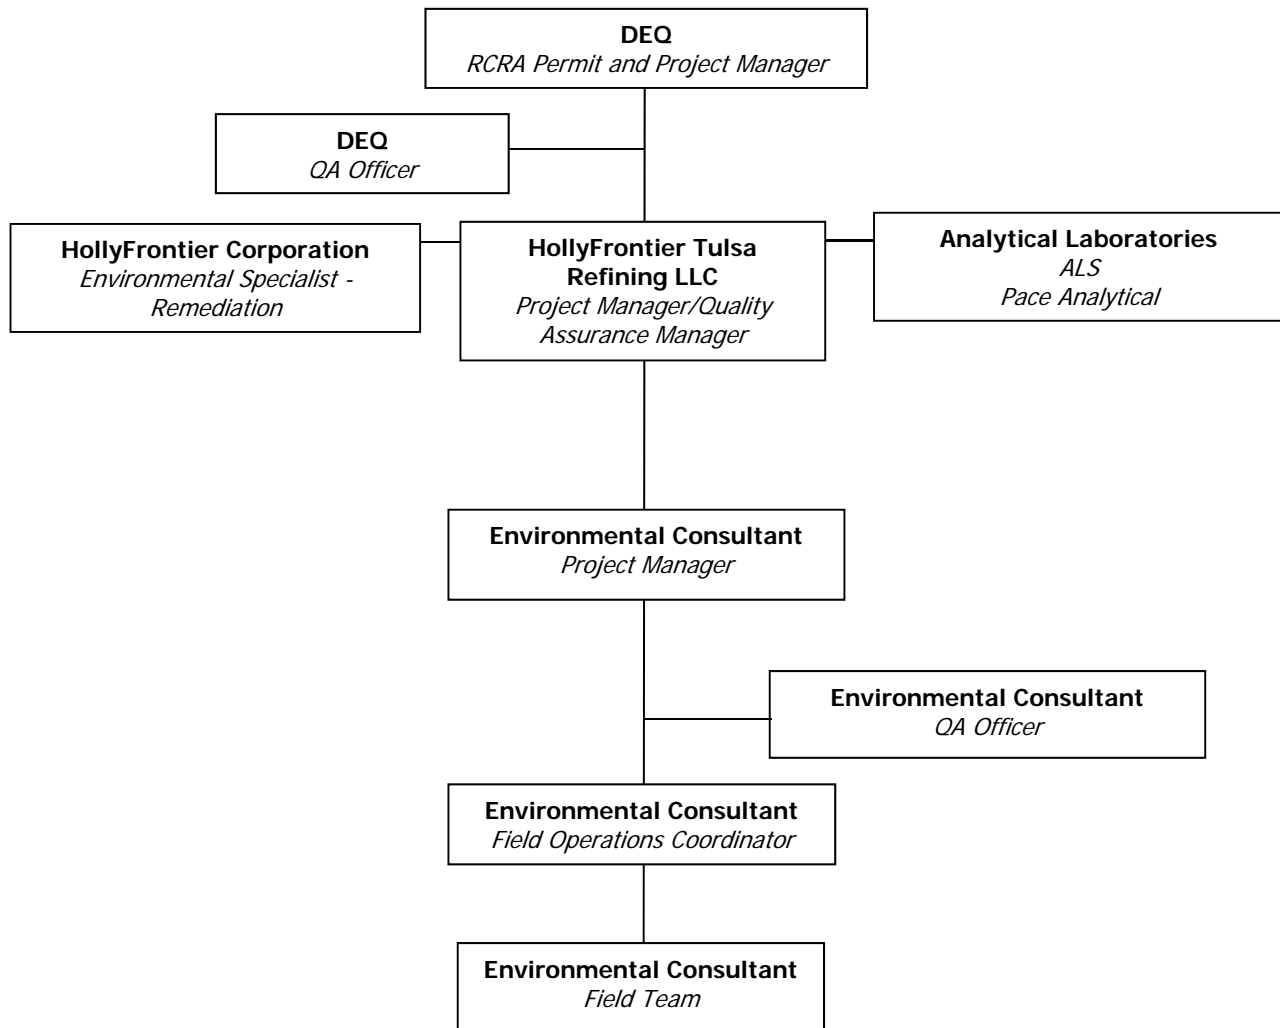 DEQ
RCRA Permit and Project Manager
DEQ
QA Officer
HollyFrontier Corporation
Environmental Specialist -
Remediation
HollyFrontier Tulsa
Refining LLC
Project Manager/Quality
Assurance Manager
Analytical Laboratories
ALS
Pace Analytical
Environmental Consultant
Project Manager
Environmental Consultant
QA Officer
Environmental Consultant
Field Operations Coordinator
Environmental Consultant
Field Team